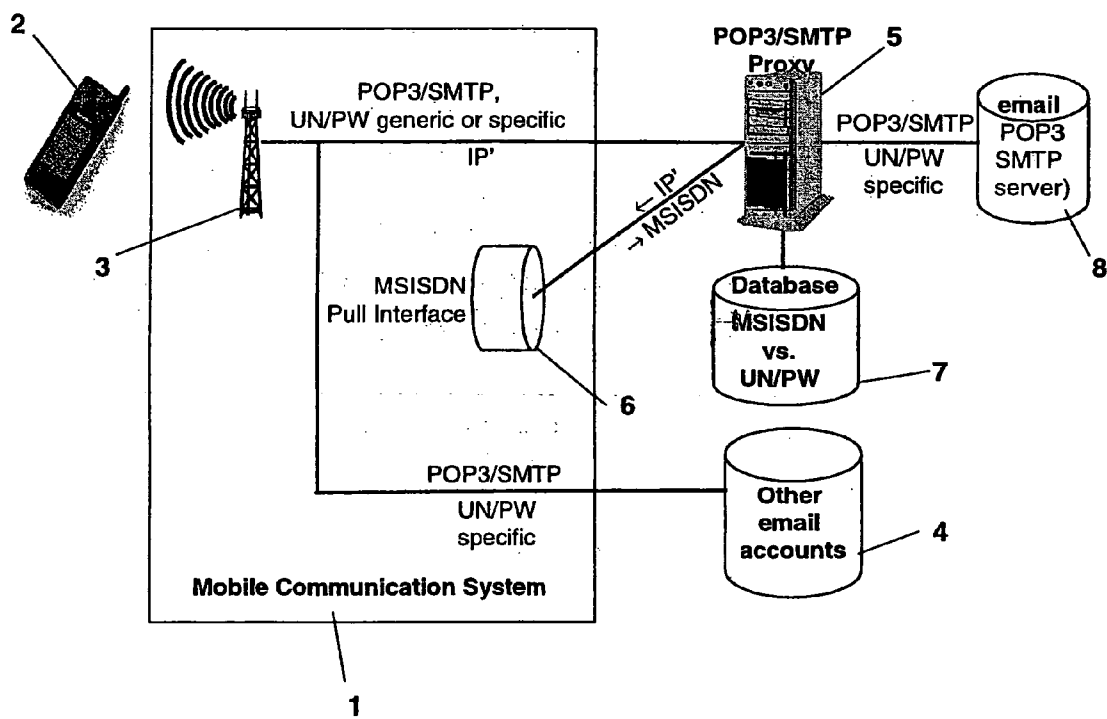 2
POP3/SMTP
Proxy
5
POP3/SMTP,
UN/PW generic or specific
IP'
POP3/SMTP
UN/PW
specific
email
POP3
SMTP
server)
3
← IP'
→ MSISDN
8
MSISDN
Pull Interface
Database
MSISDN
vs.
UN/PW
6
7
POP3/SMTP
UN/PW
specific
Other
email
accounts
4
Mobile Communication System
1